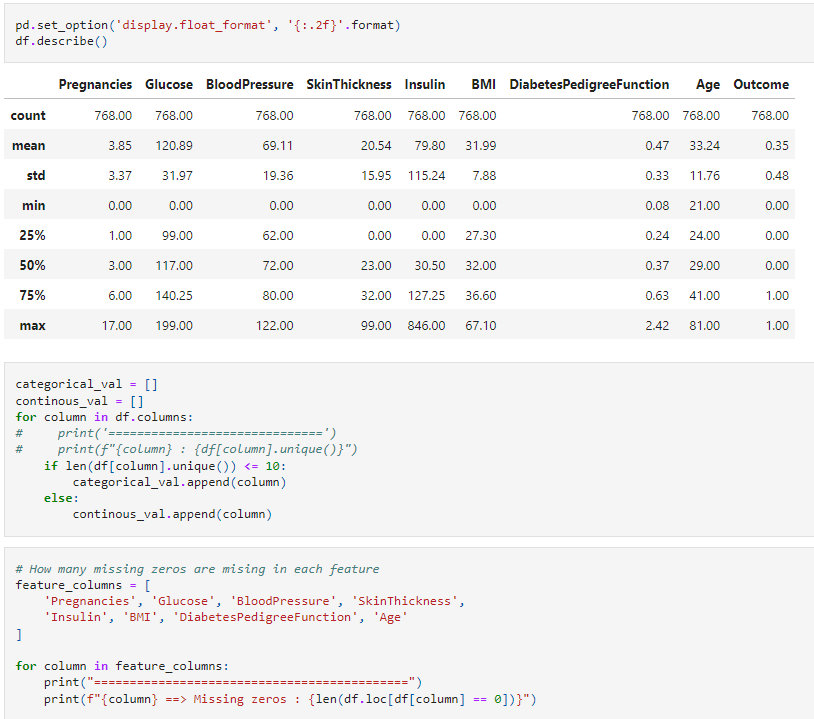 pd.set_option('display.float_format', '{:.2f}'.format)
df.describe()
Pregnancies Glucose BloodPressure SkinThickness Insulin BMI DiabetesPedigreeFunction Age Outcome
count 768.00 768.00 768.00 768.00 768.00 768.00 768.00 768.00 768.00
mean 3.85 120.89 69.11 20.54 79.80 31.99 0.47 33.24 0.35
std 3.37 31.97 19.36 15.95 115.24 7.88 0.33 11.76 0.48
min 0.00 0.00 0.00 0.00 0.00 0.00 0.08 21.00 0.00
25% 1.00 99.00 62.00 0.00 0.00 27.30 0.24 24.00 0.00
50% 3.00 117.00 72.00 23.00 30.50 32.00 0.37 29.00 0.00
75% 6.00 140.25 80.00 32.00 127.25 36.60 0.63 41.00 1.00
max 17.00 199.00 122.00 99.00 846.00 67.10 2.42 81.00 1.00
categorical_val = []
continous_val = []
for column in df.columns:
#     print('==============================')
#     print(f"{column} : {df[column].unique()}")
    if len(df[column].unique()) <= 10:
        categorical_val.append(column)
    else:
        continous_val.append(column)
# How many missing zeros are mising in each feature
feature_columns = [
    'Pregnancies', 'Glucose', 'BloodPressure', 'SkinThickness',
    'Insulin', 'BMI', 'DiabetesPedigreeFunction', 'Age'
]
for column in feature_columns:
    print("============================================")
    print(f"{column} ==> Missing zeros : {len(df.loc[df[column] == 0])}")